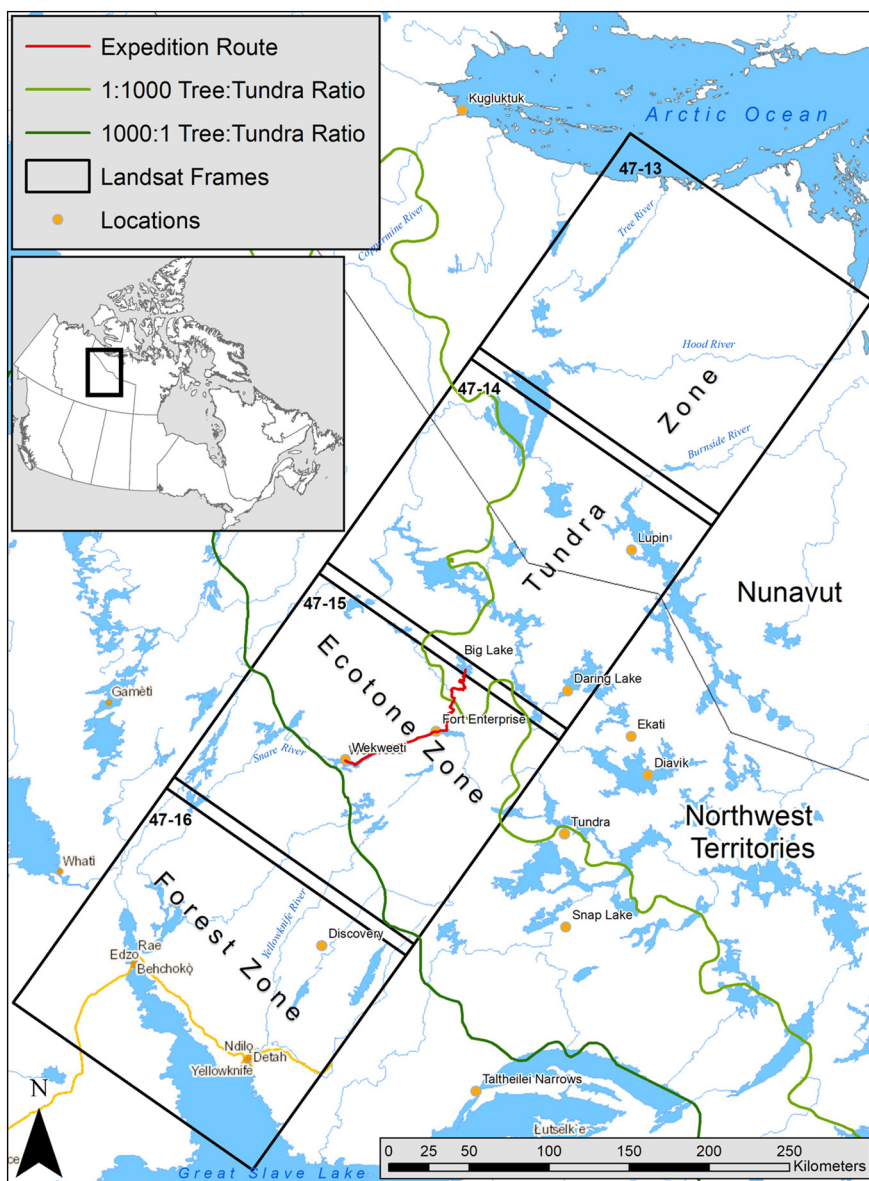 Expedition Route
1:1000 Tree:Tundra Ratio
1000:1 Tree:Tundra Ratio
Landsat Frames
Locations
Kugluktuk
Arctic Ocean
47-13
Coppermine River
Tree River
Hood River
47-14
Zone
Burnside River
Lupin
Tundra
Nunavut
47-15
Ecotone Zone
Big Lake
Daring Lake
Gamèti
Fort Enterprise
Ekati
Wekweeti
Snare River
Diavik
47-16
Tundra
Northwest
Territories
Whati
Forest Zone
Yellowknife River
Snap Lake
Discovery
Rae
Edzo
Behchokò
Ndilo
Detah
Yellowknife
N
Taltheilei Narrows
Łutselk'e
0 25 50 100 150 200 250
Kilometers
Great Slave Lake